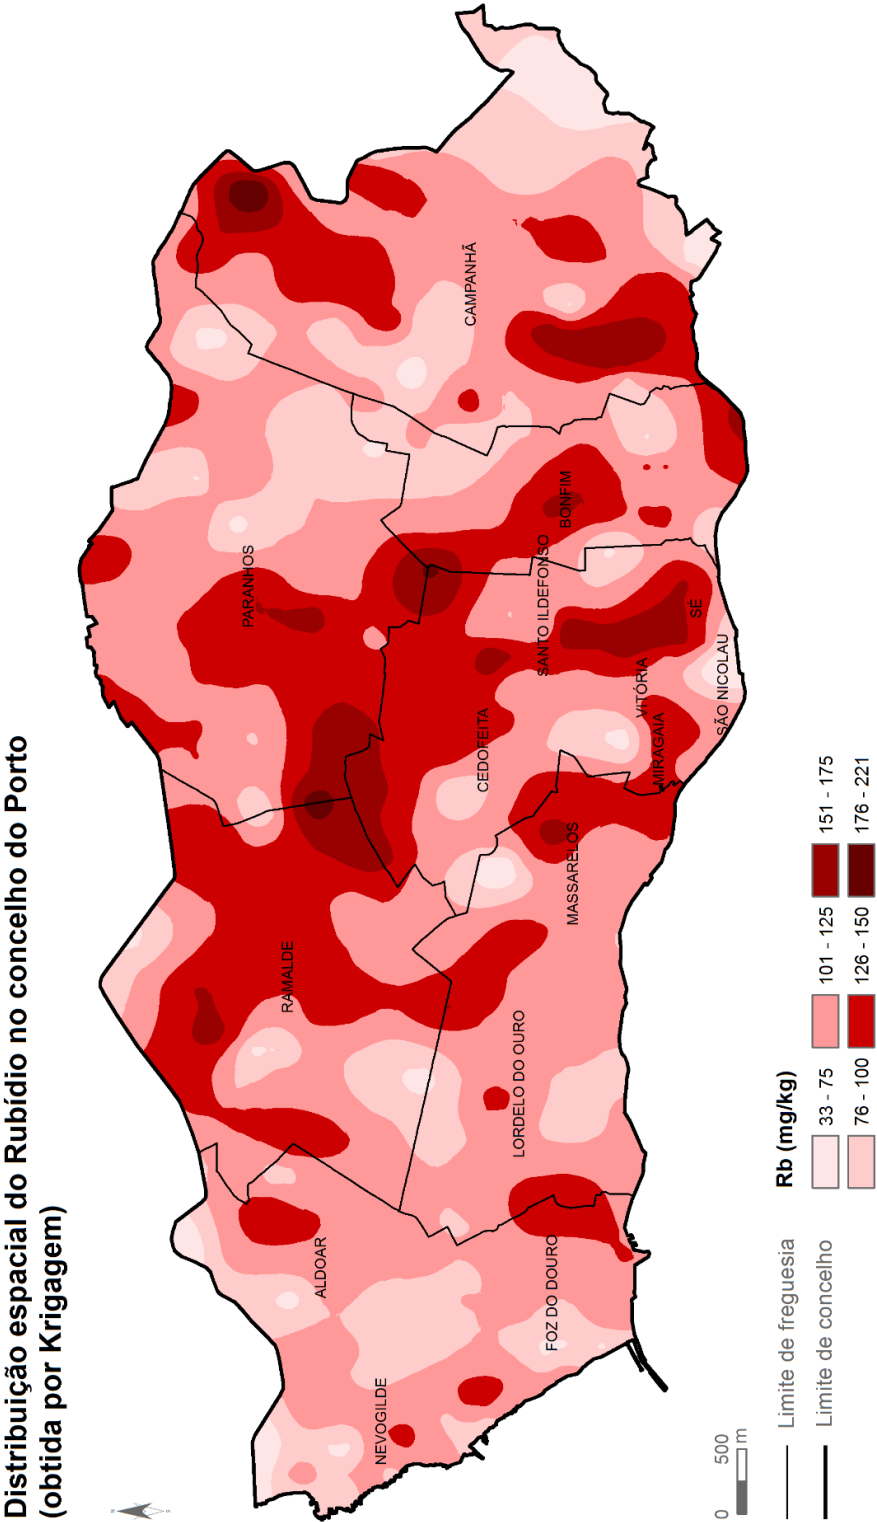 Distribuição espacial do Rubídio no concelho do Porto
(obtida por Krigagem)
PARANHOS
CAMPANHÃ
RAMALDE
ALDOAR
NEVOGILDE
CEDOFEITA
BONFIM
SANTO ILDEFONSO
LORDELO DO OURO
FOZ DO DOURO
MASSARELOS
VITÓRIA
MIRAGAIA
SÉ
SÃO NICOLAU
0 500
m
Limite de freguesia
Limite de concelho
Rb (mg/kg)
33 - 75
76 - 100
101 - 125
126 - 150
151 - 175
176 - 221